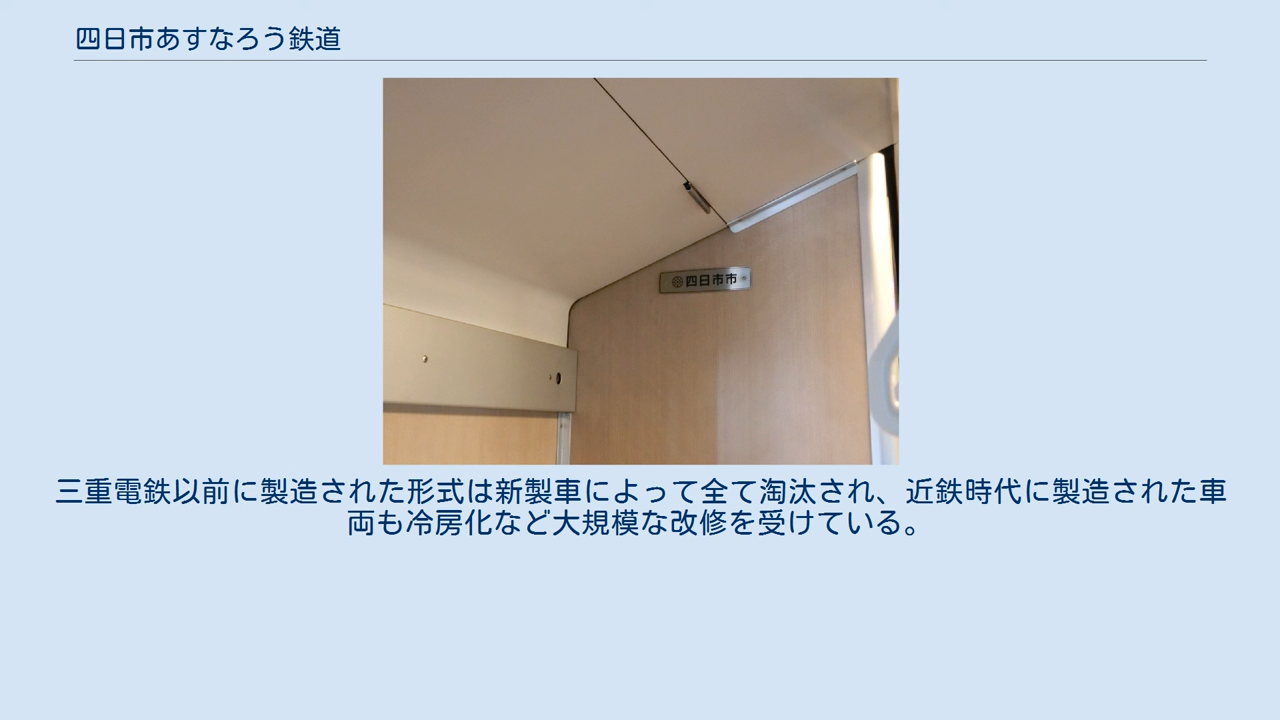 四日市あすなろう鉄道
四日市市
三重電鉄以前に製造された形式は新製車によって全て淘汰され、近鉄時代に製造された車
両も冷房化など大規模な改修を受けている。